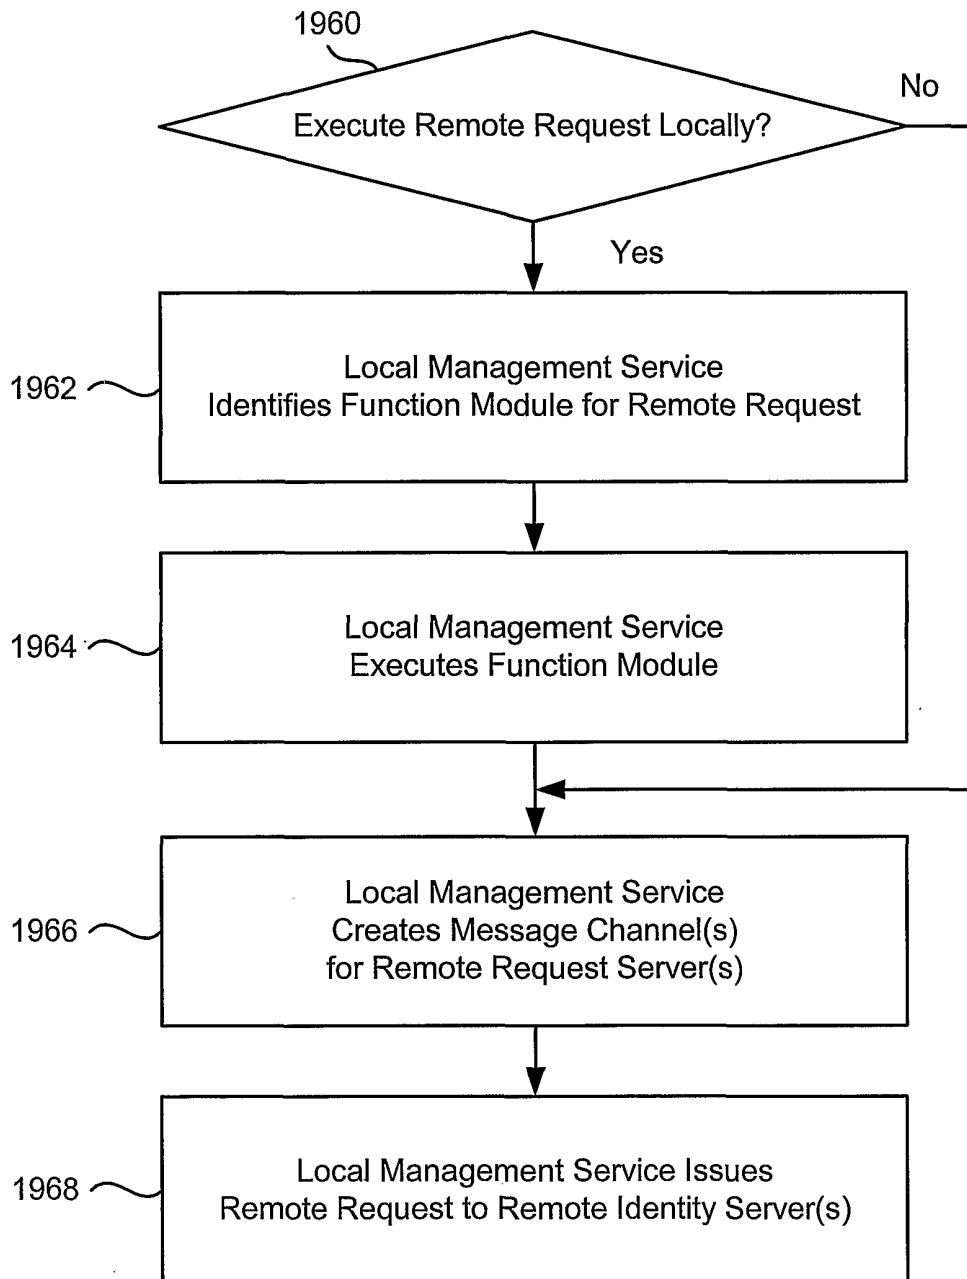 1960
No
Execute Remote Request Locally?
Yes
Local Management Service
1962
Identifies Function Module for Remote Request
Local Management Service
1964
Executes Function Module
Local Management Service
1966
Creates Message Channel(s)
for Remote Request Server(s)
Local Management Service Issues
1968
Remote Request to Remote Identity Server(s)